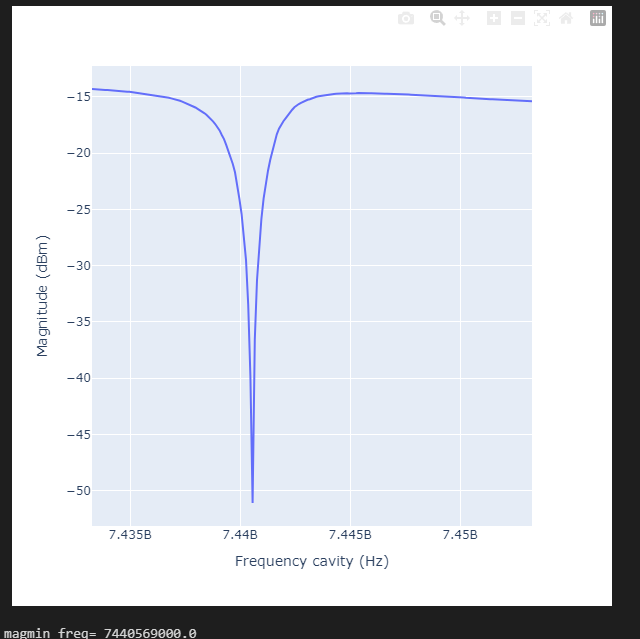 −15
−20
−25
−30
−35
−40
−45
−50
Magnitude (dBm)
7.435B 7.44B 7.445B 7.45B
Frequency cavity (Hz)
magmin freq= 7440569000.0